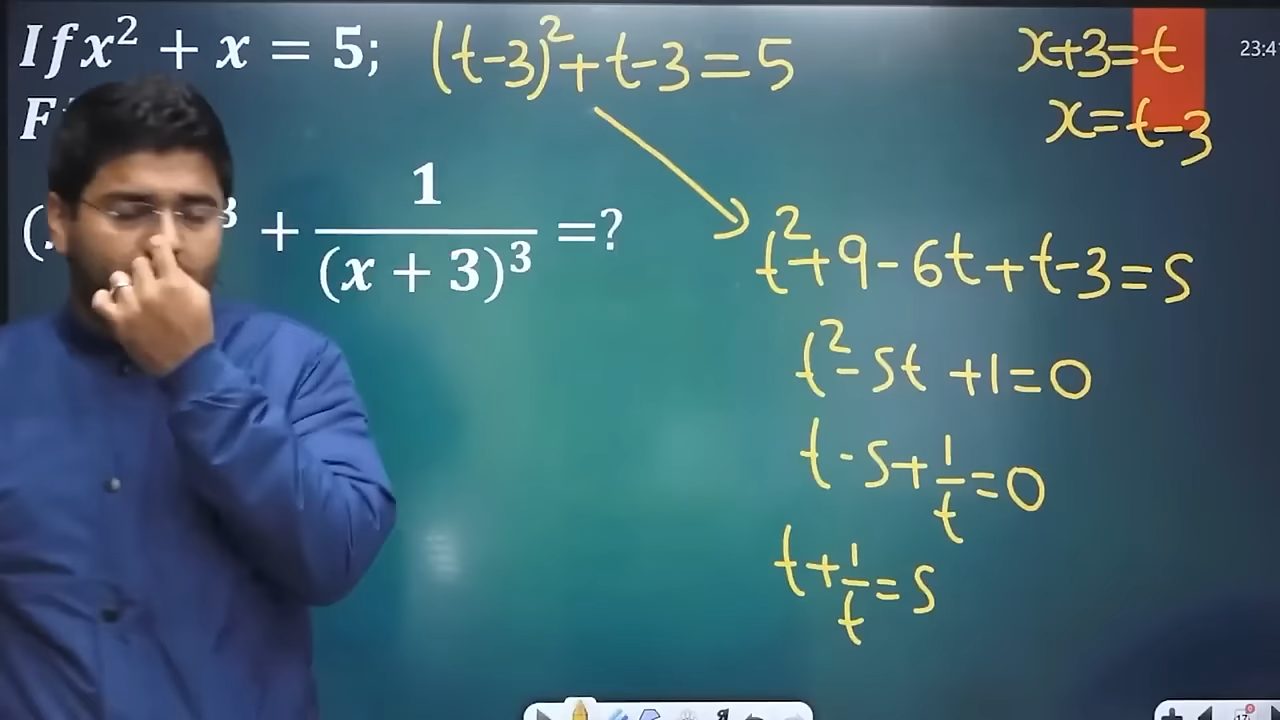 If x² + x = 5;
(t-3)² + t-3 = 5
x+3=t
23:4
x=t-3
F
³ + 1/(x + 3)³ =?
t²+9-6t+t-3=5
t²-5t+1=0
t-5+1/t=0
t+1/t=5